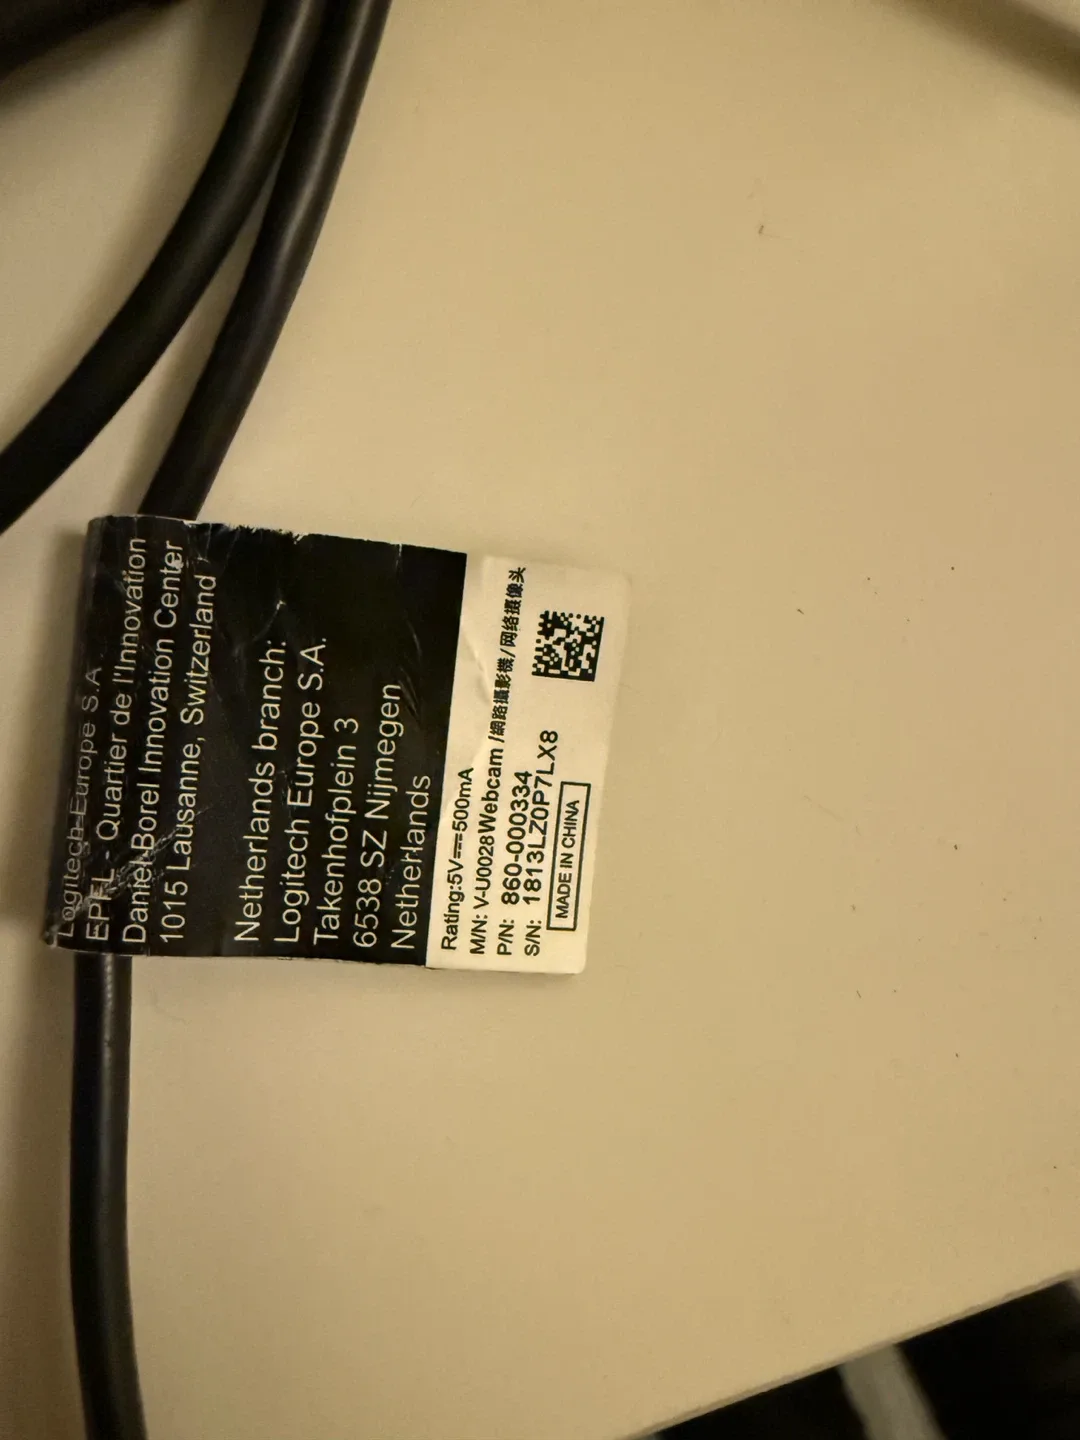 Logitech Europe S.A.
EPFL - Quartier de l'Innovation
Daniel Borel Innovation Center
1015 Lausanne, Switzerland
Netherlands branch:
Logitech Europe S.A.
Takenhofplein 3
6538 SZ Nijmegen
Netherlands
Rating:5V⎓500mA
M/N: V-U0028 Webcam /網路攝影機/网络摄像头
P/N: 860-000334
S/N: 1813LZ0P7LX8
MADE IN CHINA